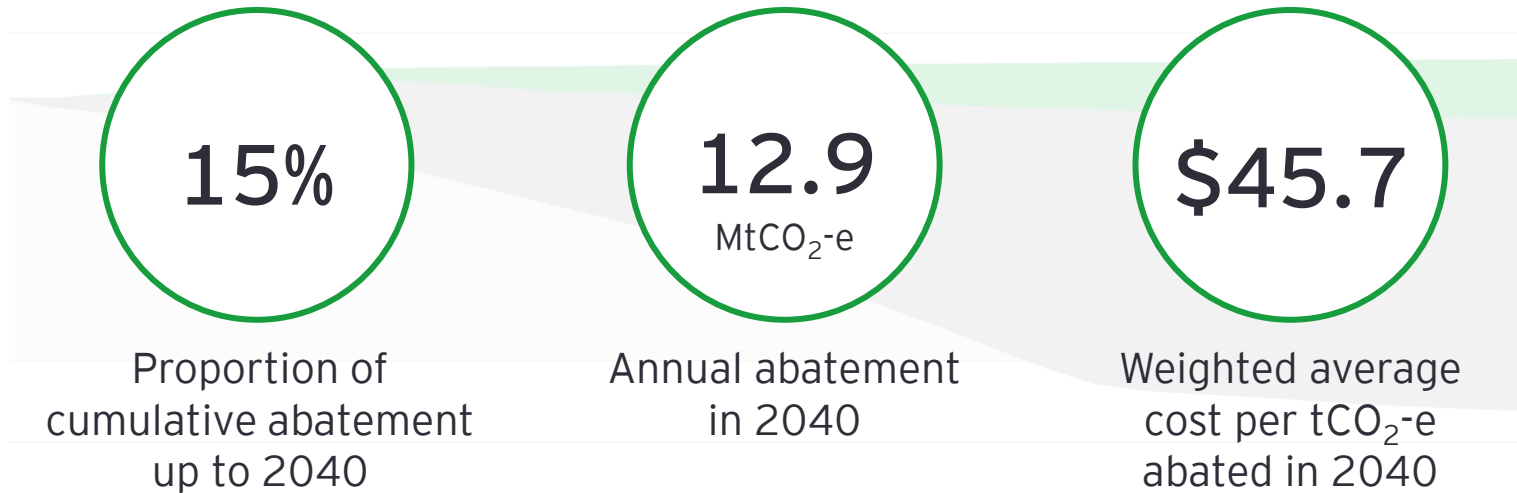 15%
Proportion of
cumulative abatement
up to 2040
12.9
MtCO₂-e
Annual abatement
in 2040
$45.7
Weighted average
cost per tCO₂-e
abated in 2040